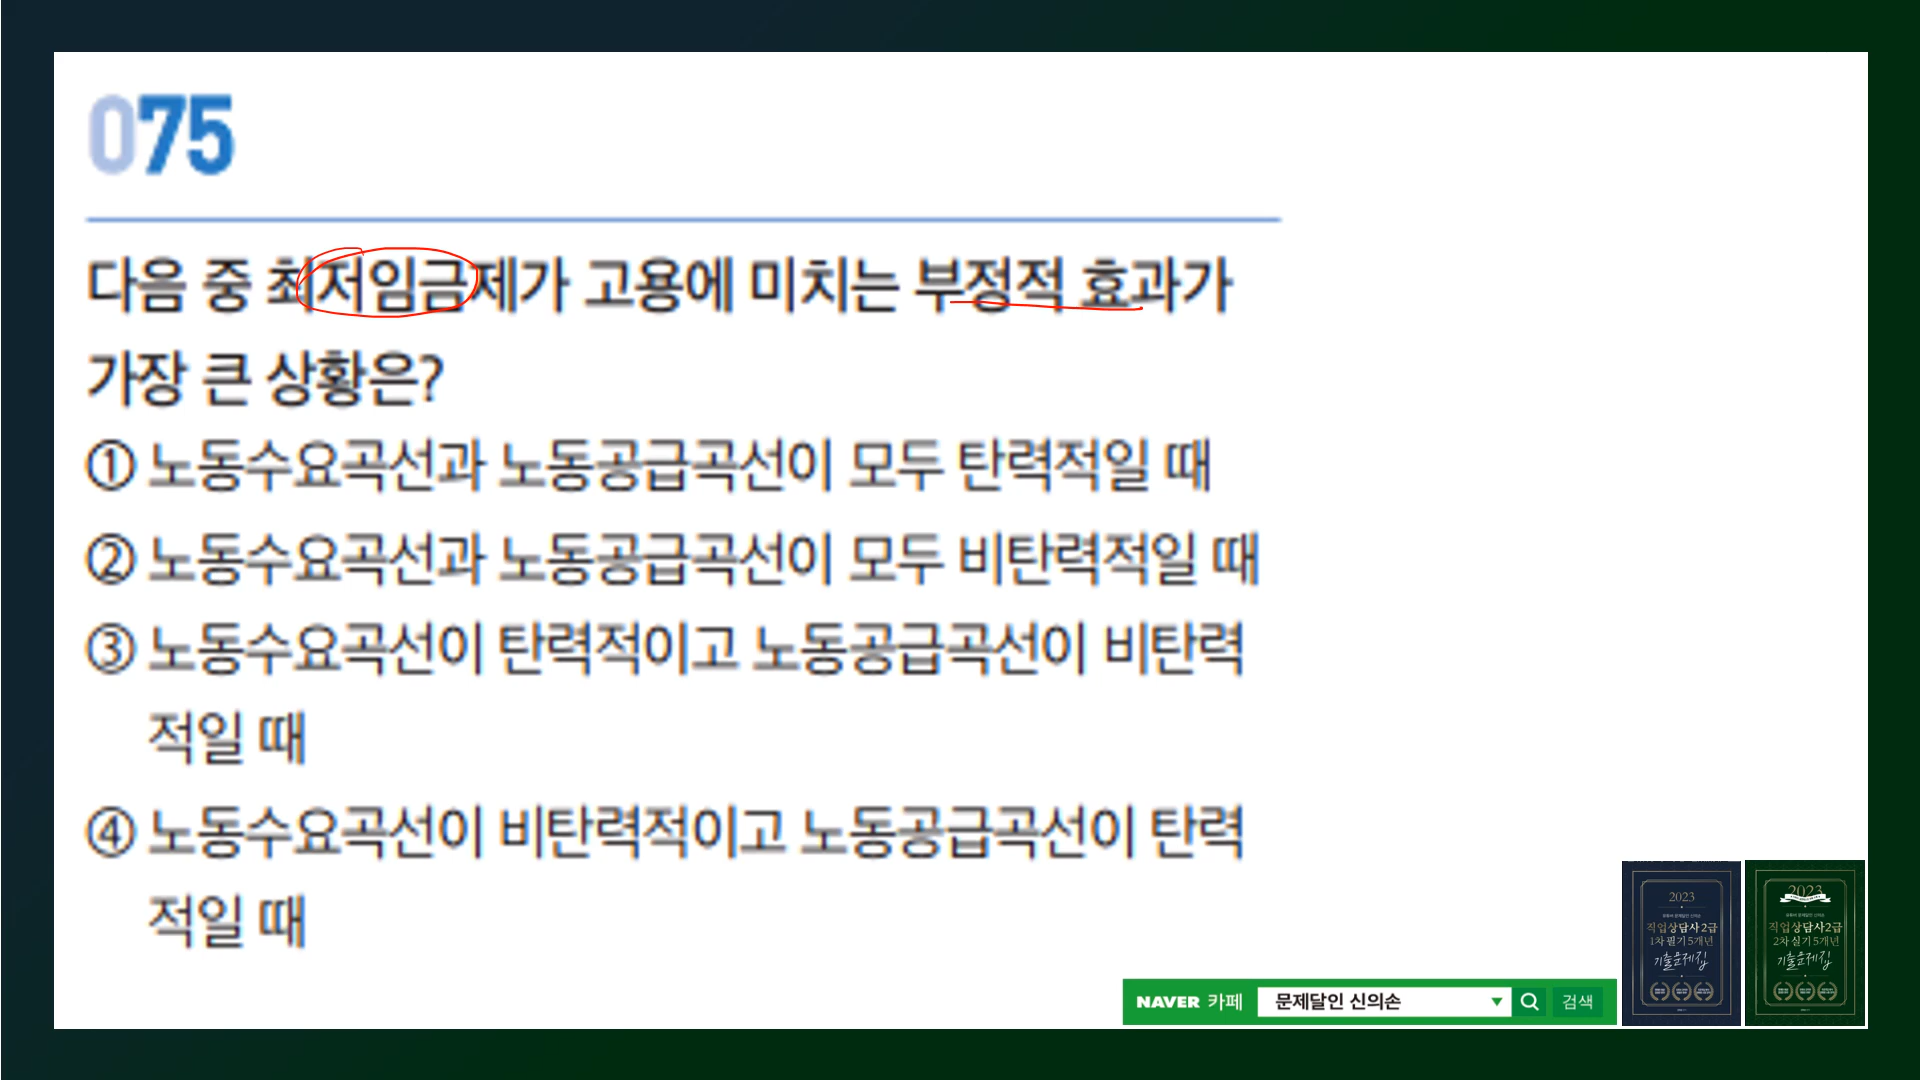 075
다음 중 최저임금제가 고용에 미치는 부정적 효과가
가장 큰 상황은?
① 노동수요곡선과 노동공급곡선이 모두 탄력적일 때
② 노동수요곡선과 노동공급곡선이 모두 비탄력적일 때
③ 노동수요곡선이 탄력적이고 노동공급곡선이 비탄력
적일 때
④ 노동수요곡선이 비탄력적이고 노동공급곡선이 탄력
적일 때
NAVER 카페 문제달인 신의손 검색
2023
직업상담사 2급
1차 필기 5개년
기출문제집
2023
직업상담사 2급
2차 실기 5개년
기출문제집